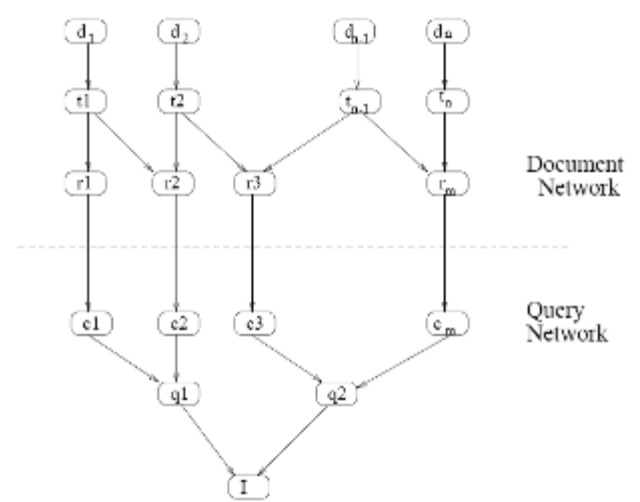 d1 d2 dn-1 dn
t1 t2 tn-1 tn
r1 r2 r3 rm
Document
Network
c1 c2 c3 cm
Query
Network
q1 q2
I